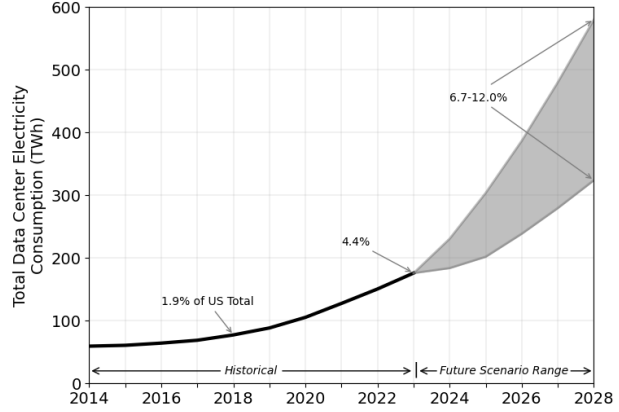 600
500
400
300
200
100
0
Total Data Center Electricity
Consumption (TWh)
6.7-12.0%
4.4%
1.9% of US Total
Historical
Future Scenario Range
2014 2016 2018 2020 2022 2024 2026 2028